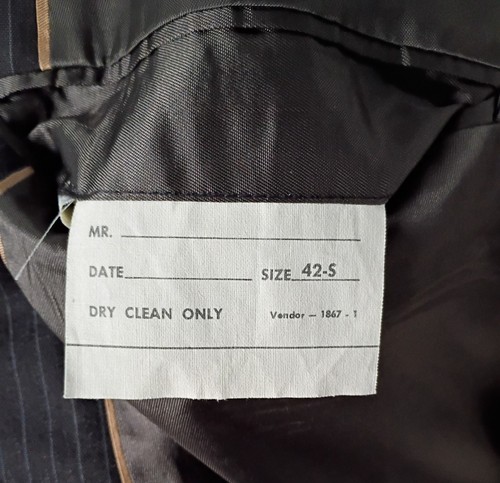 MR.
DATE SIZE 42-S
DRY CLEAN ONLY Vendor — 1867 - 1